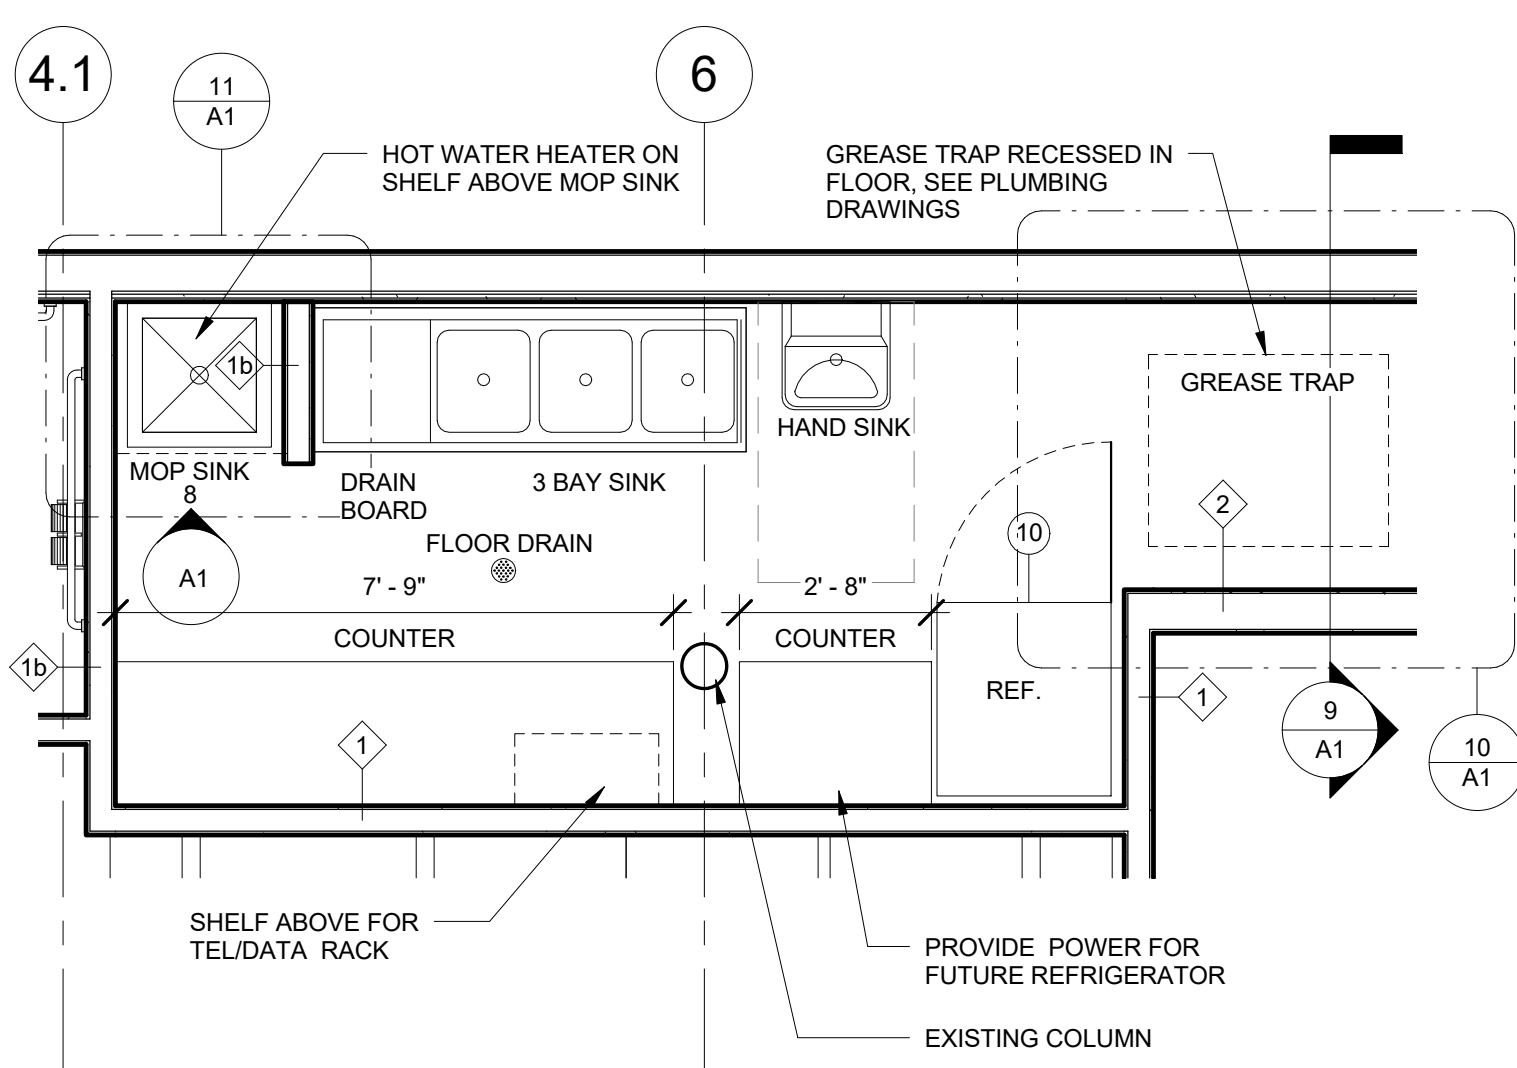 4.1
6
11
A1
HOT WATER HEATER ON
SHELF ABOVE MOP SINK
GREASE TRAP RECESSED IN
FLOOR, SEE PLUMBING
DRAWINGS
1b
GREASE TRAP
HAND SINK
MOP SINK
DRAIN
BOARD
3 BAY SINK
8
A1
2
10
FLOOR DRAIN
7' - 9"
2' - 8"
COUNTER
COUNTER
1b
REF.
1
1
9
A1
10
A1
SHELF ABOVE FOR
TEL/DATA RACK
PROVIDE POWER FOR
FUTURE REFRIGERATOR
EXISTING COLUMN